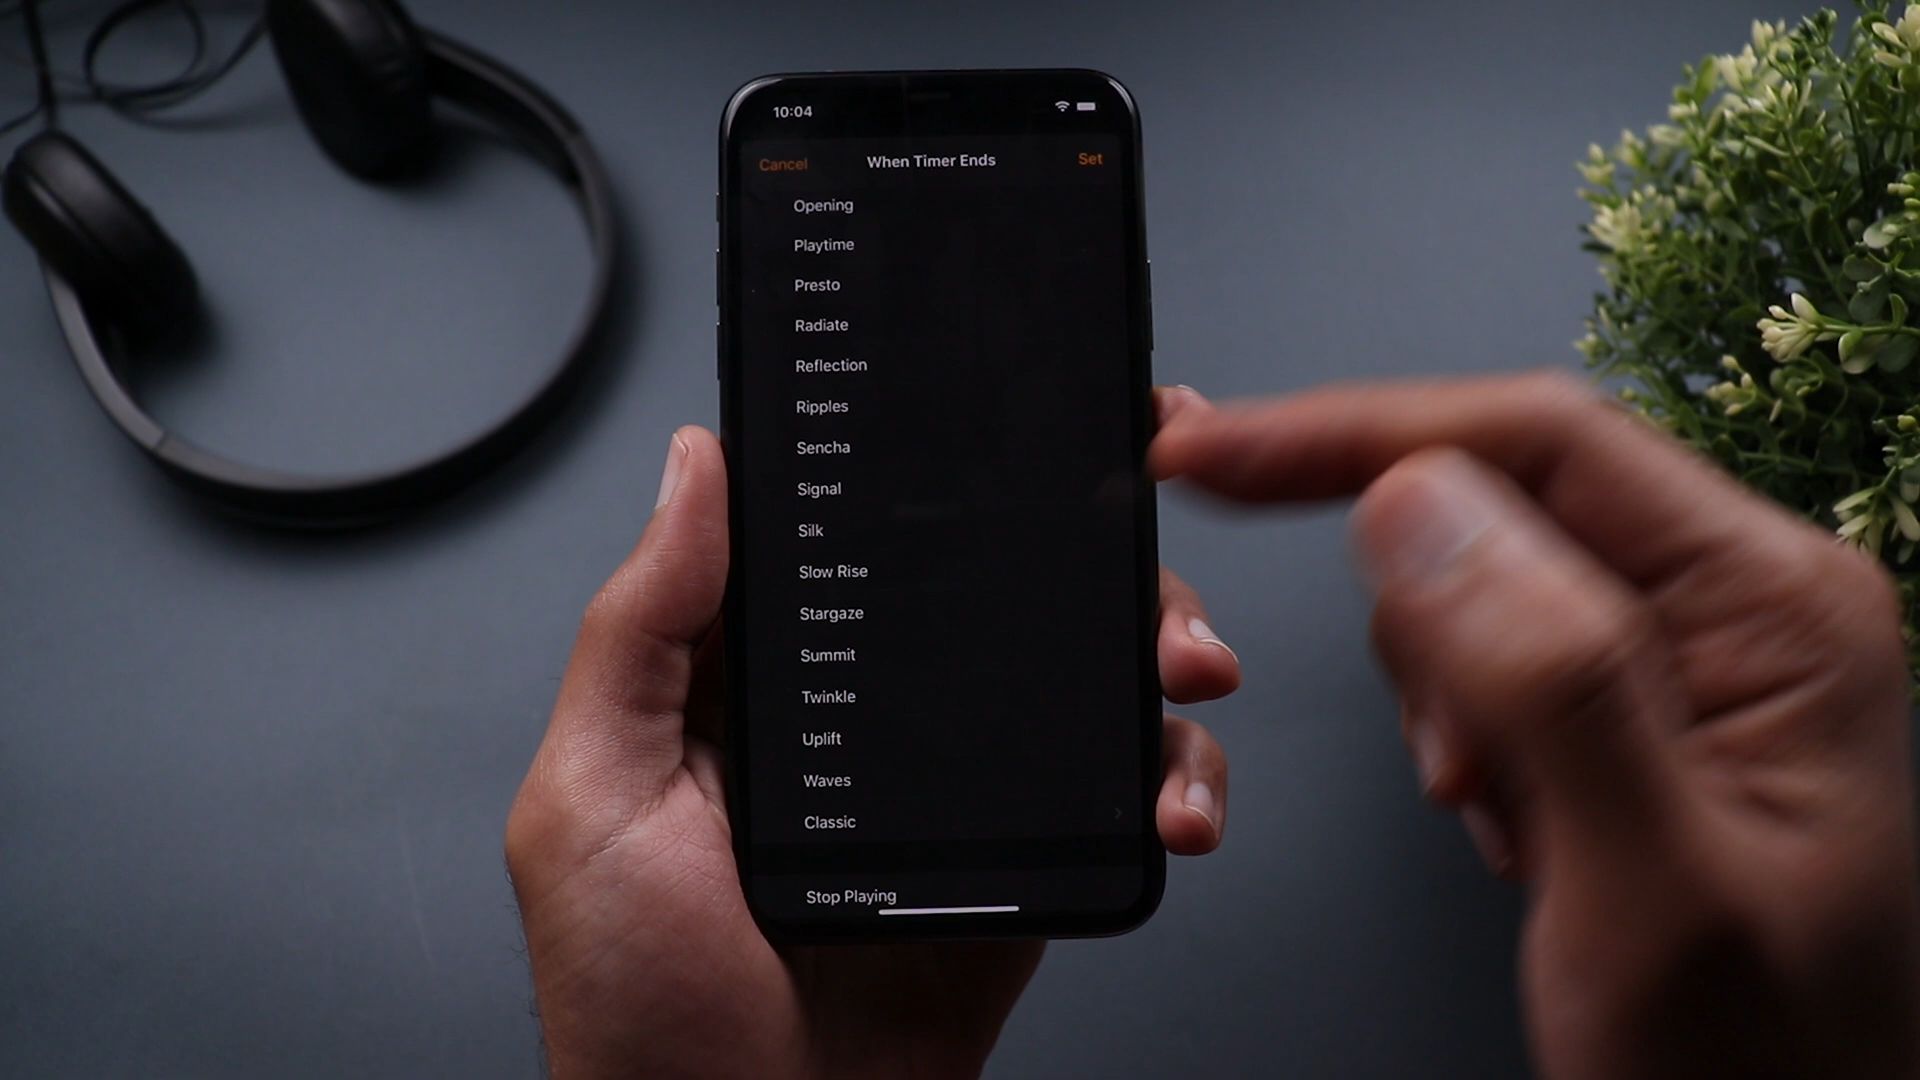 10:04
Cancel When Timer Ends Set
Opening
Playtime
Presto
Radiate
Reflection
Ripples
Sencha
Signal
Silk
Slow Rise
Stargaze
Summit
Twinkle
Uplift
Waves
Classic
Stop Playing